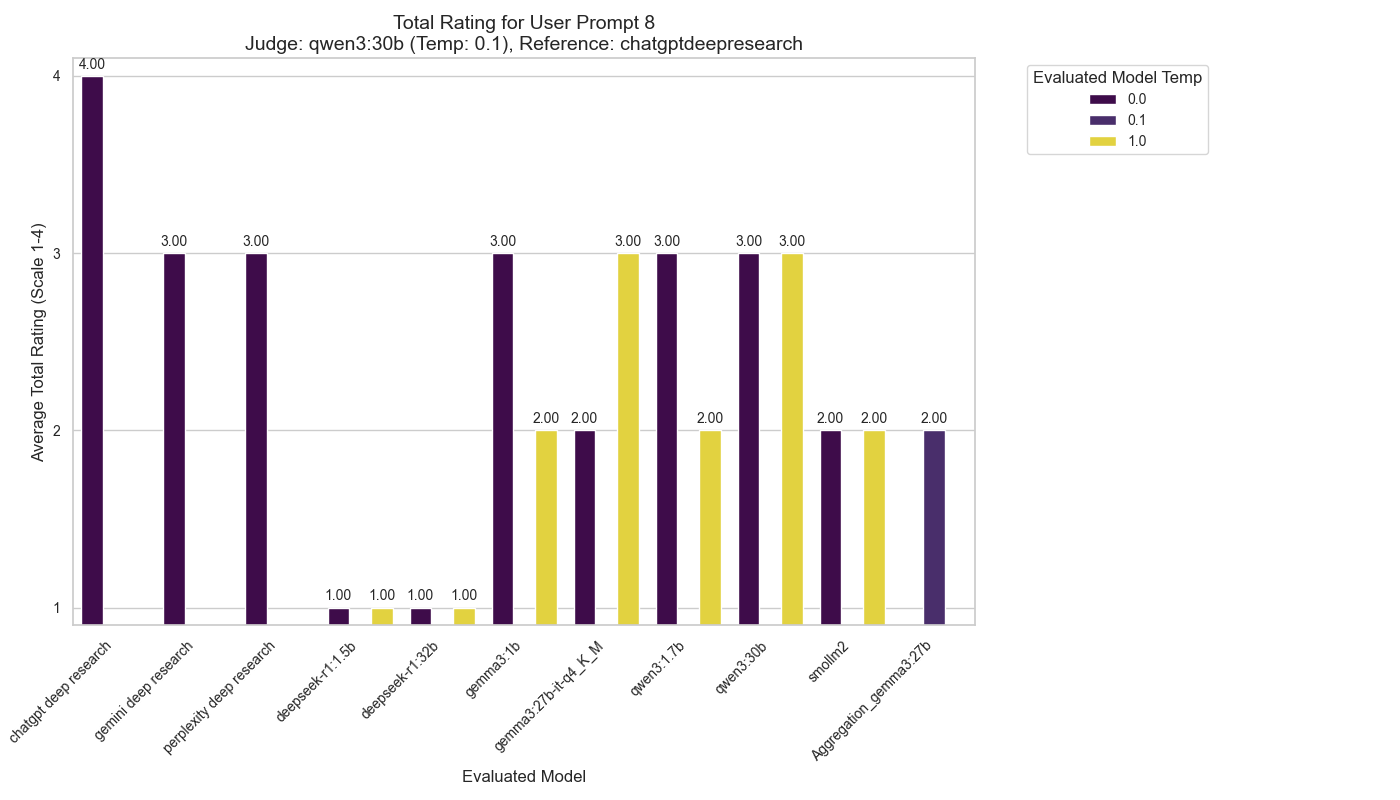 Total Rating for User Prompt 8
Judge: qwen3:30b (Temp: 0.1), Reference: chatgptdeepresearch
Evaluated Model Temp
0.0
0.1
1.0
Average Total Rating (Scale 1-4)
4
3
2
1
4.00
3.00
3.00
1.00
1.00
1.00
1.00
3.00
2.00
2.00
3.00
3.00
2.00
3.00
3.00
2.00
2.00
2.00
chatgpt deep research
gemini deep research
perplexity deep research
deepseek-r1:1.5b
deepseek-r1:32b
gemma3:1b
gemma3:27b-it-q4_K_M
qwen3:1.7b
qwen3:30b
smollm2
Aggregation_gemma3:27b
Evaluated Model